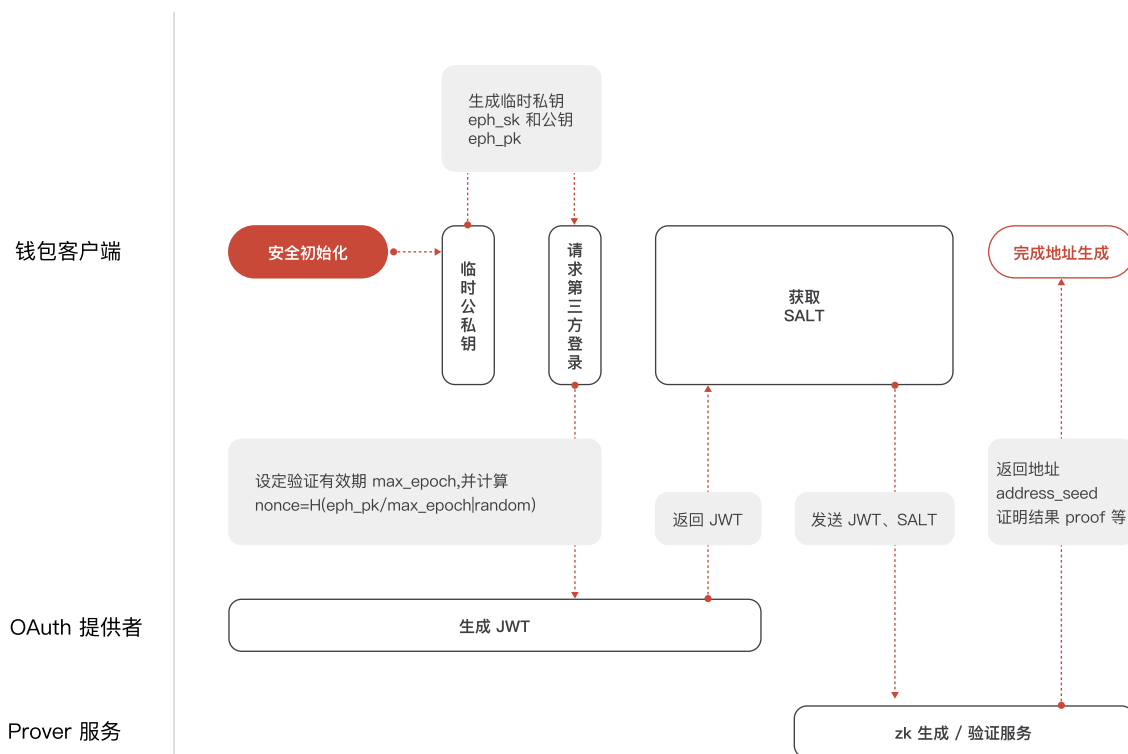 生成临时私钥
eph_sk 和公钥
eph_pk
钱包客户端
安全初始化
临时公私钥
请求第三方登录
获取
SALT
完成地址生成
设定验证有效期 max_epoch,并计算
nonce=H(eph_pk/max_epoch|random)
返回 JWT
发送 JWT、SALT
返回地址
address_seed
证明结果 proof 等
OAuth 提供者
生成 JWT
Prover 服务
zk 生成 / 验证服务